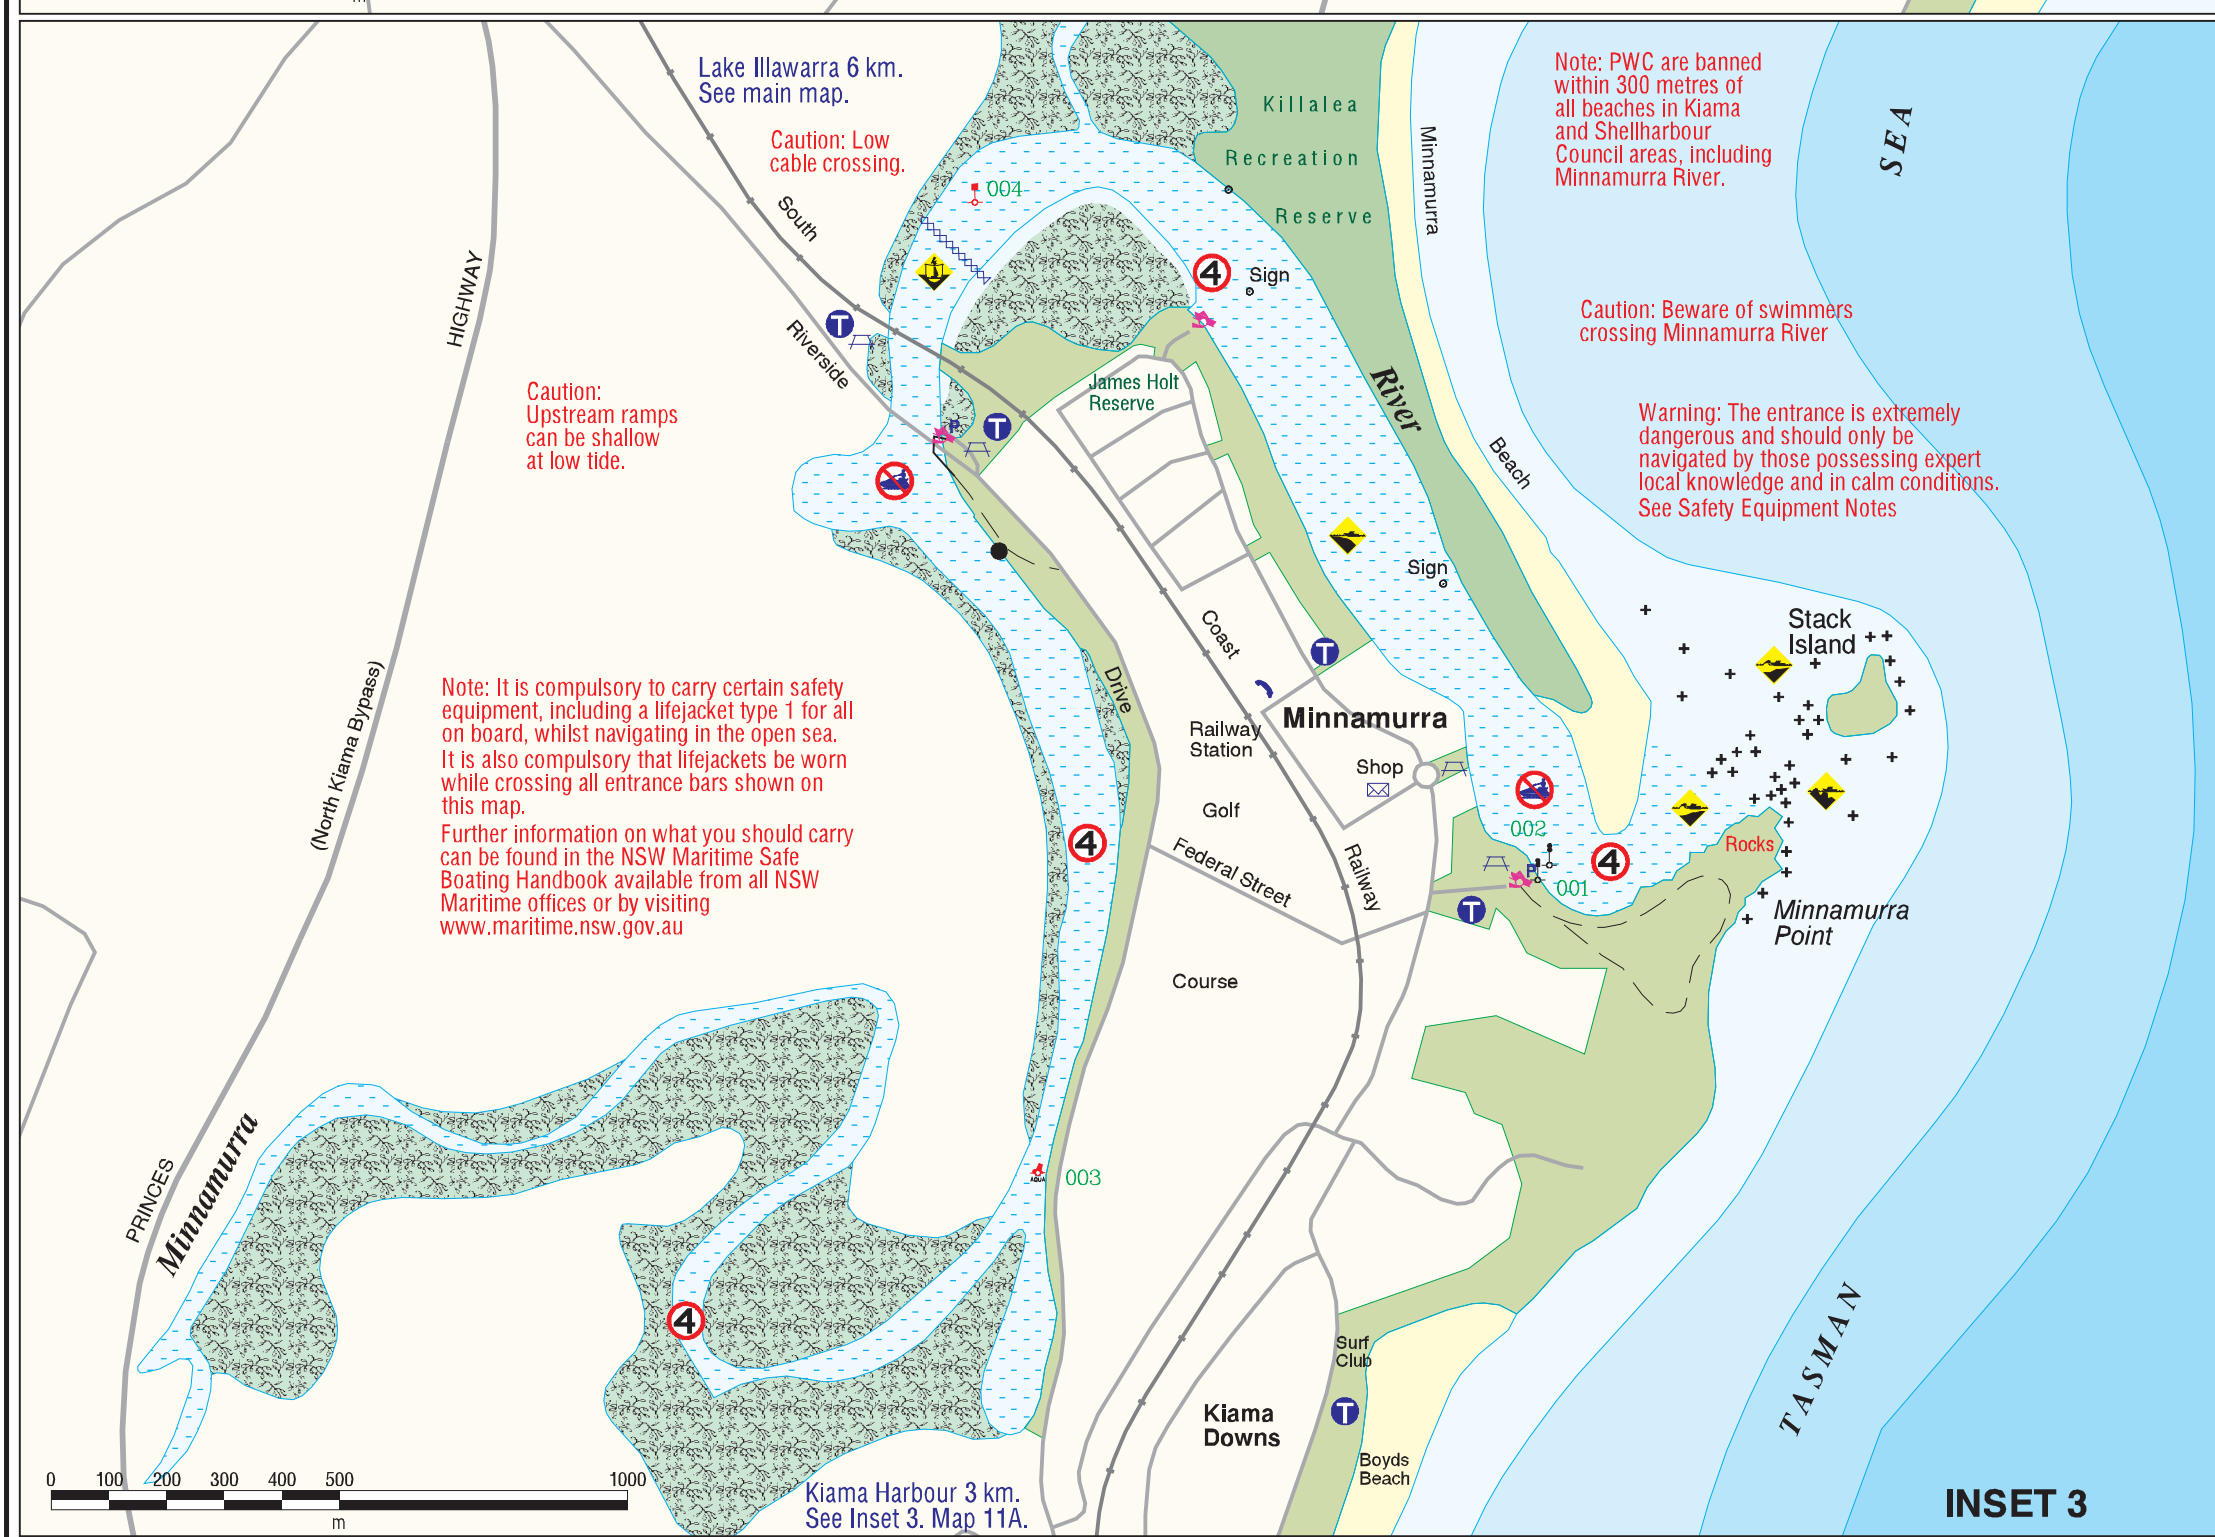 m
Lake Illawarra 6 km.
See main map.
Caution: Low
cable crossing.
004
South
HIGHWAY
Riverside
Killalea
Recreation
Reserve
Minnamurra
Note: PWC are banned
within 300 metres of
all beaches in Kiama
and Shellharbour
Council areas, including
Minnamurra River.
SEA
4
Sign
Caution: Beware of swimmers
crossing Minnamurra River
T
James Holt
Reserve
River
Caution:
Upstream ramps
can be shallow
at low tide.
P
T
Beach
Warning: The entrance is extremely
dangerous and should only be
navigated by those possessing expert
local knowledge and in calm conditions.
See Safety Equipment Notes
Sign
Stack
Island
Coast
T
Drive
(North Kiama Bypass)
Note: It is compulsory to carry certain safety
equipment, including a lifejacket type 1 for all
on board, whilst navigating in the open sea.
It is also compulsory that lifejackets be worn
while crossing all entrance bars shown on
this map.
Further information on what you should carry
can be found in the NSW Maritime Safe
Boating Handbook available from all NSW
Maritime offices or by visiting
www.maritime.nsw.gov.au
Minnamurra
Railway
Station
Shop
Golf
4
Federal Street
Railway
002
P
001
4
Rocks
T
Minnamurra
Point
Course
PRINCES
Minnamurra
AQUA
003
4
Surf
Club
TASMAN
Kiama
Downs
T
Boyds
Beach
0 100 200 300 400 500 1000
m
Kiama Harbour 3 km.
See Inset 3. Map 11A.
INSET 3